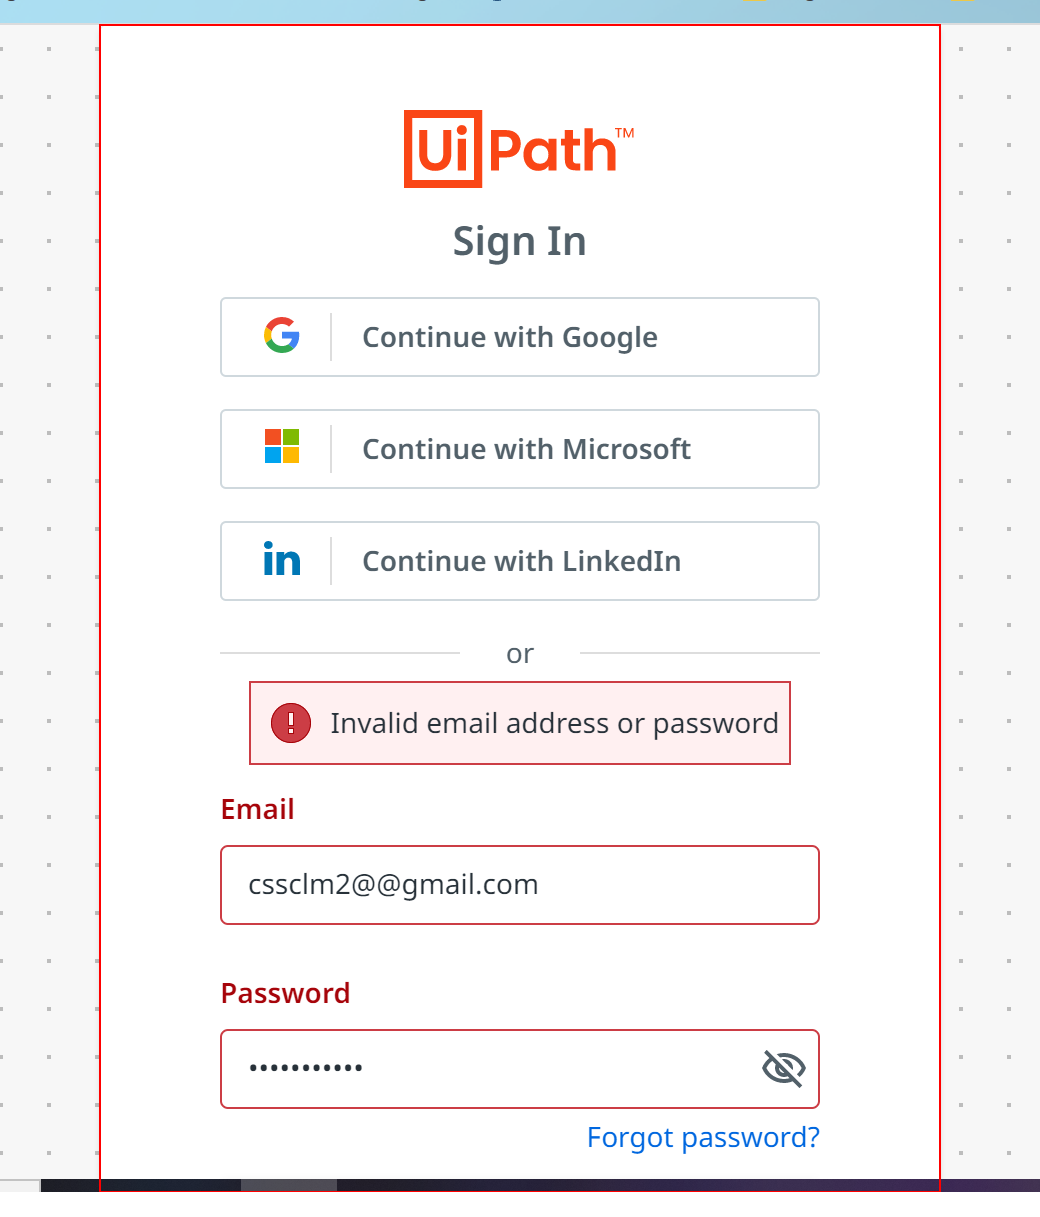 UiPath™
Sign In
Continue with Google
Continue with Microsoft
in
Continue with LinkedIn
or
Invalid email address or password
Email
cssclm2@@gmail.com
Password
•••••••••••
Forgot password?